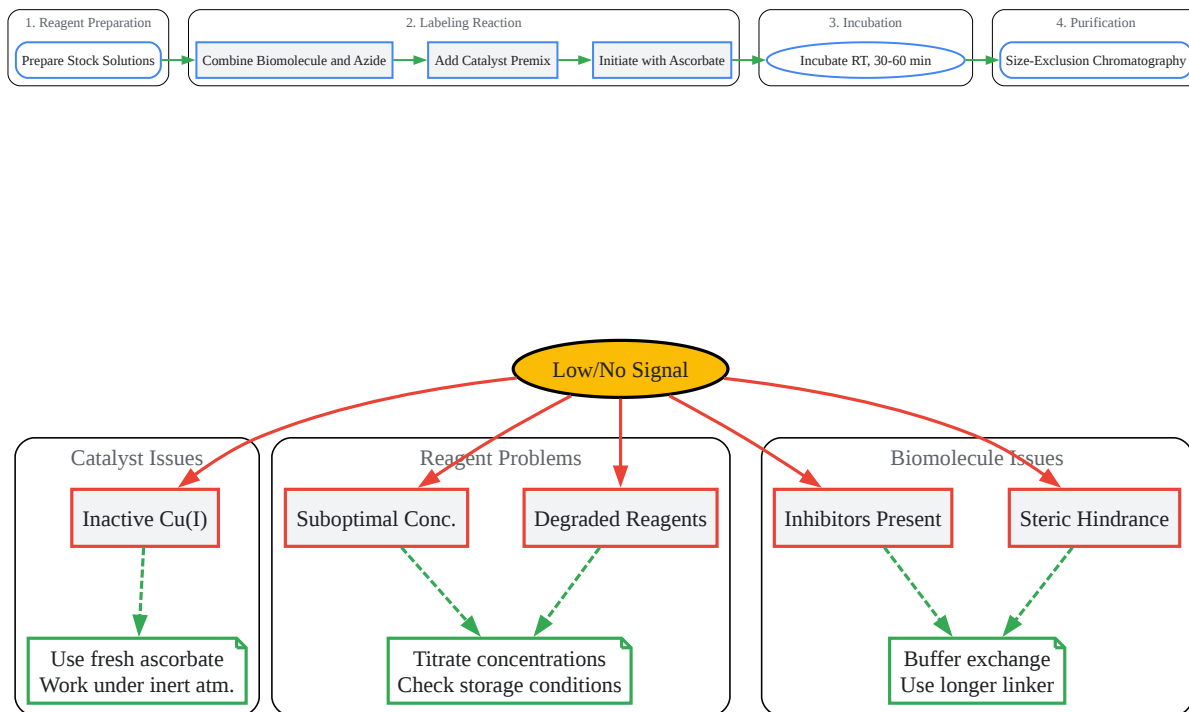 1. Reagent Preparation
2. Labeling Reaction
3. Incubation
4. Purification
Prepare Stock Solutions
Combine Biomolecule and Azide
Add Catalyst Premix
Initiate with Ascorbate
Incubate RT, 30-60 min
Size-Exclusion Chromatography
Low/No Signal
Catalyst Issues
Reagent Problems
Biomolecule Issues
Inactive Cu(I)
Suboptimal Conc.
Degraded Reagents
Inhibitors Present
Steric Hindrance
Use fresh ascorbate
Work under inert atm.
Titrate concentrations
Check storage conditions
Buffer exchange
Use longer linker